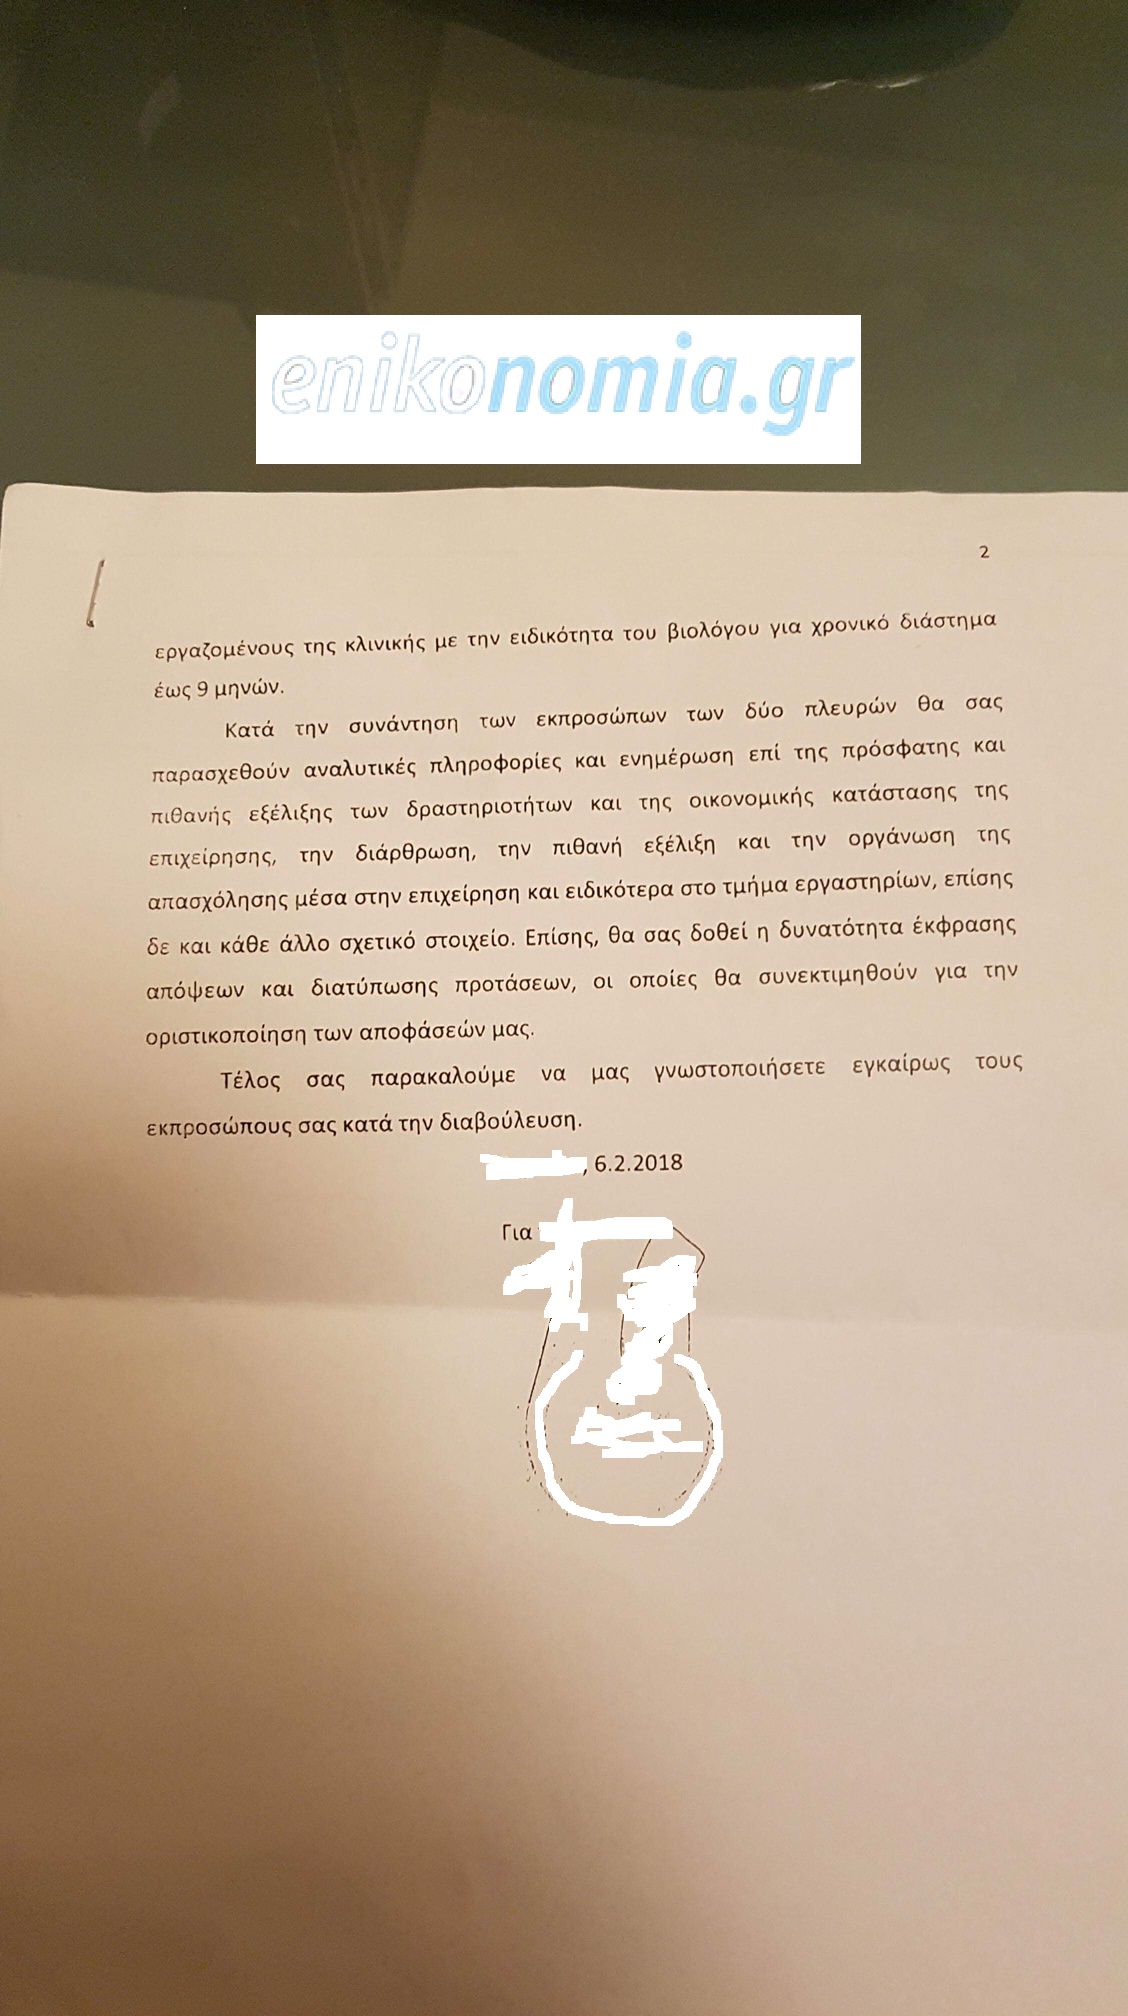 enikonomia.gr
2
εργαζομένους της κλινικής με την ειδικότητα του βιολόγου για χρονικό διάστημα
έως 9 μηνών.
Κατά την συνάντηση των εκπροσώπων των δύο πλευρών θα σας
παρασχεθούν αναλυτικές πληροφορίες και ενημέρωση επί της πρόσφατης και
πιθανής εξέλιξης των δραστηριοτήτων και της οικονομικής κατάστασης της
επιχείρησης, την διάρθρωση, την πιθανή εξέλιξη και την οργάνωση της
απασχόλησης μέσα στην επιχείρηση και ειδικότερα στο τμήμα εργαστηρίων, επίσης
δε και κάθε άλλο σχετικό στοιχείο. Επίσης, θα σας δοθεί η δυνατότητα έκφρασης
απόψεων και διατύπωσης προτάσεων, οι οποίες θα συνεκτιμηθούν για την
οριστικοποίηση των αποφάσεών μας.
Τέλος σας παρακαλούμε να μας γνωστοποιήσετε εγκαίρως τους
εκπροσώπους σας κατά την διαβούλευση.
, 6.2.2018
Για